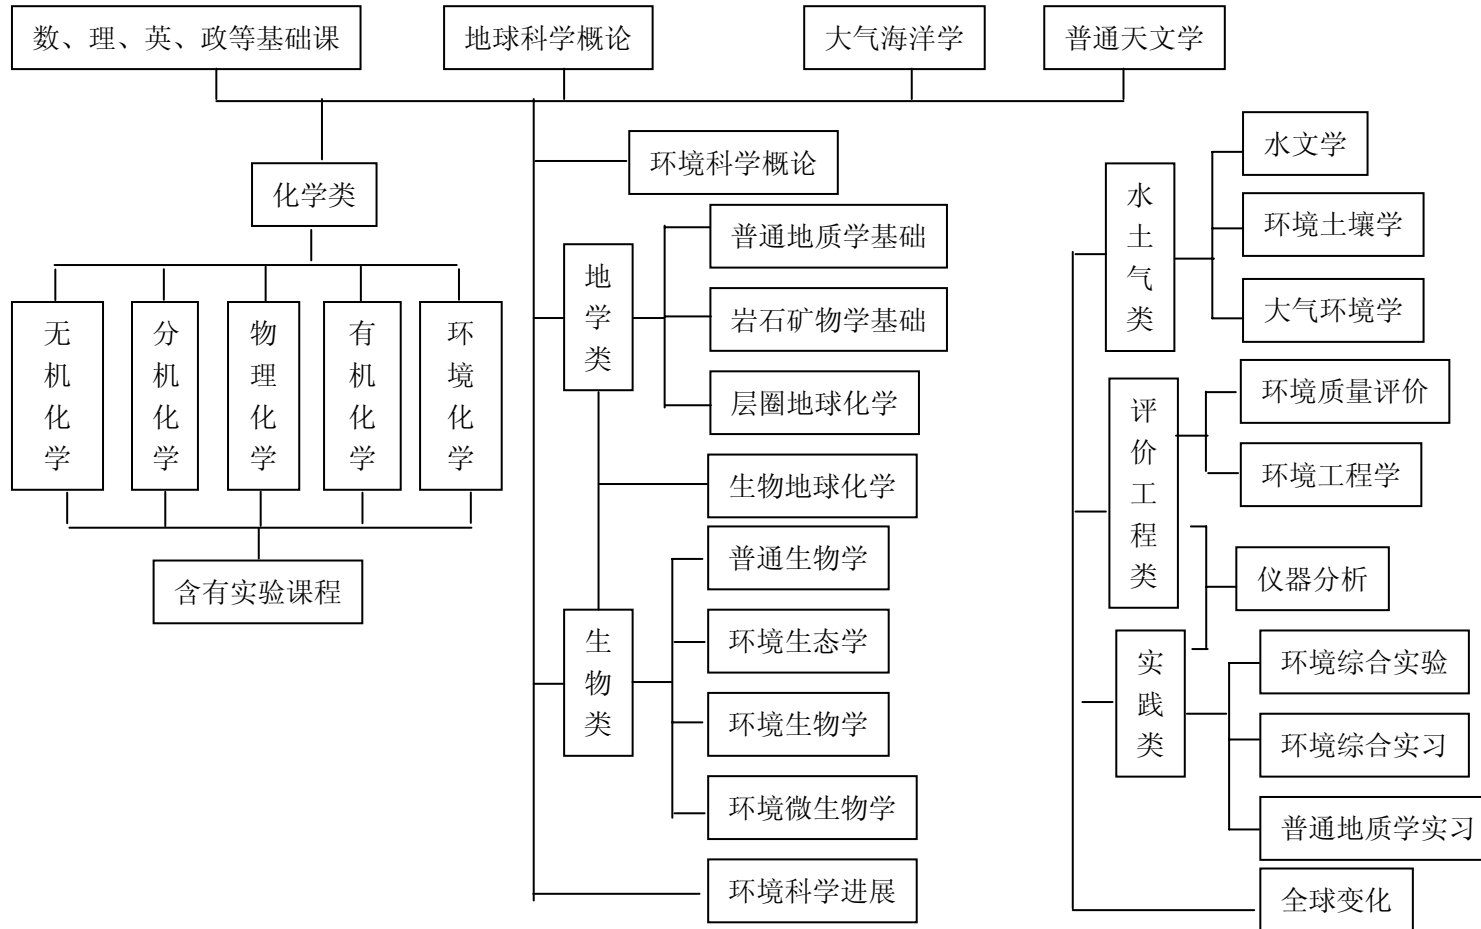 数、理、英、政等基础课
地球科学概论
大气海洋学
普通天文学
化学类
无机化学
分机化学
物理化学
有机化学
环境化学
含有实验课程
环境科学概论
地学类
普通地质学基础
岩石矿物学基础
层圈地球化学
生物地球化学
生物类
普通生物学
环境生态学
环境生物学
环境微生物学
环境科学进展
水土气类
水文学
环境土壤学
大气环境学
评价工程类
环境质量评价
环境工程学
仪器分析
实践类
环境综合实验
环境综合实习
普通地质学实习
全球变化